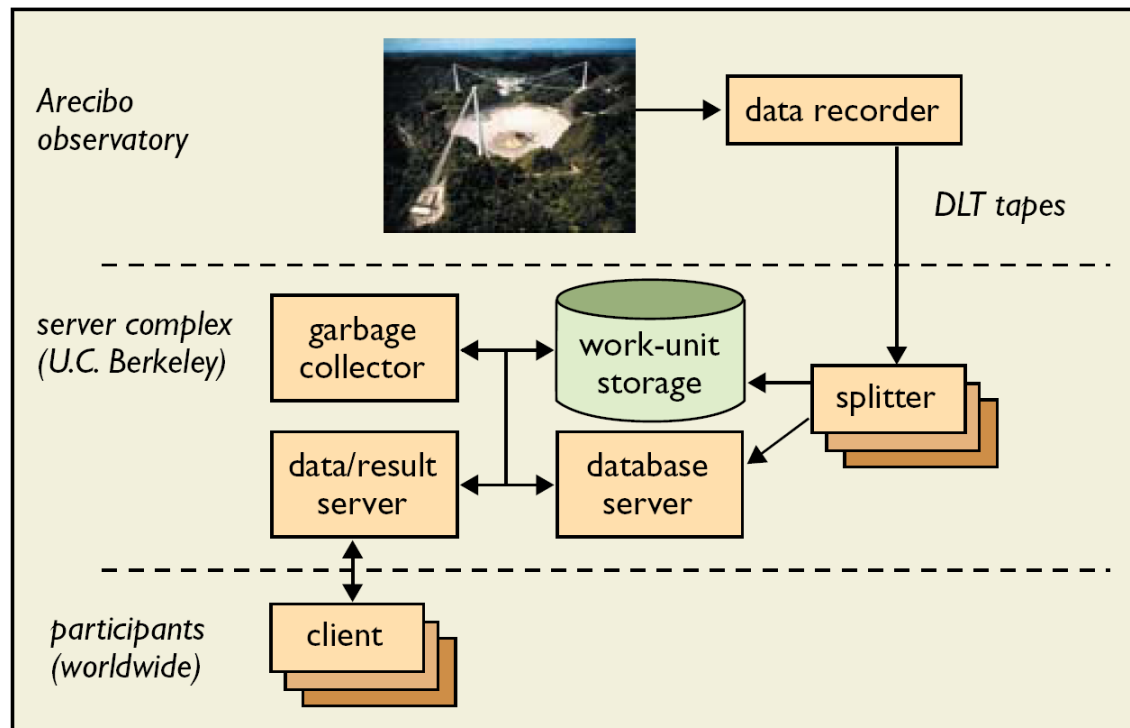 Arecibo
observatory
data recorder
DLT tapes
server complex
(U.C. Berkeley)
garbage
collector
work-unit
storage
splitter
data/result
server
database
server
participants
(worldwide)
client